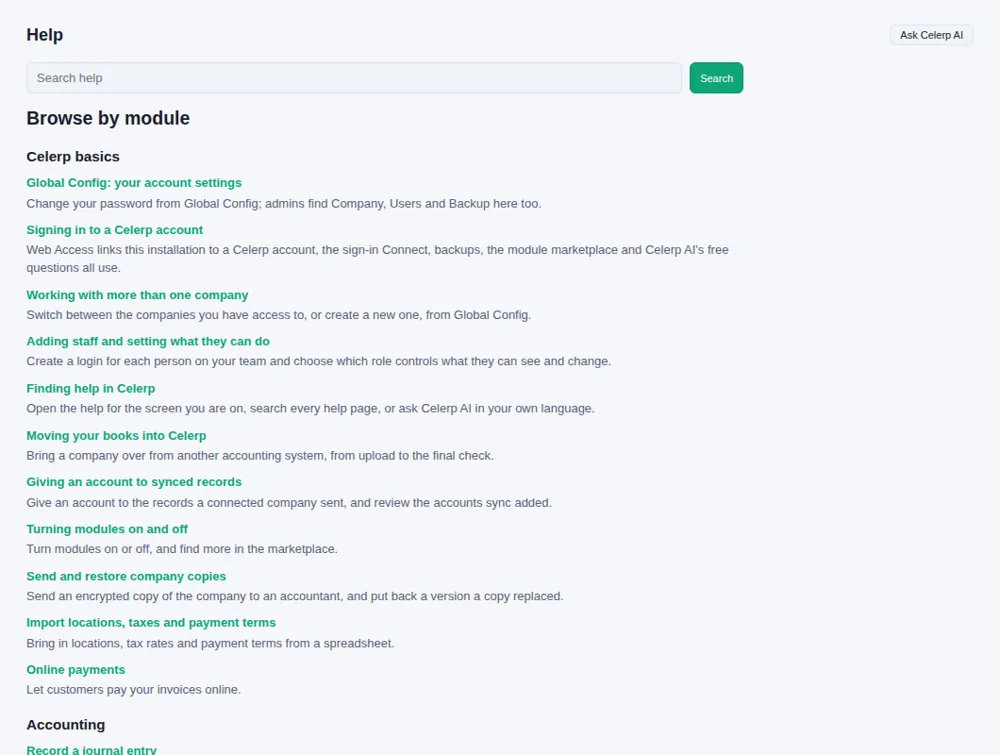 Help
Ask Celerp AI
Search help
Search
Browse by module
Celerp basics
Global Config: your account settings
Change your password from Global Config; admins find Company, Users and Backup here too.
Signing in to a Celerp account
Web Access links this installation to a Celerp account, the sign-in Connect, backups, the module marketplace and Celerp AI's free
questions all use.
Working with more than one company
Switch between the companies you have access to, or create a new one, from Global Config.
Adding staff and setting what they can do
Create a login for each person on your team and choose which role controls what they can see and change.
Finding help in Celerp
Open the help for the screen you are on, search every help page, or ask Celerp AI in your own language.
Moving your books into Celerp
Bring a company over from another accounting system, from upload to the final check.
Giving an account to synced records
Give an account to the records a connected company sent, and review the accounts sync added.
Turning modules on and off
Turn modules on or off, and find more in the marketplace.
Send and restore company copies
Send an encrypted copy of the company to an accountant, and put back a version a copy replaced.
Import locations, taxes and payment terms
Bring in locations, tax rates and payment terms from a spreadsheet.
Online payments
Let customers pay your invoices online.
Accounting
Record a journal entry